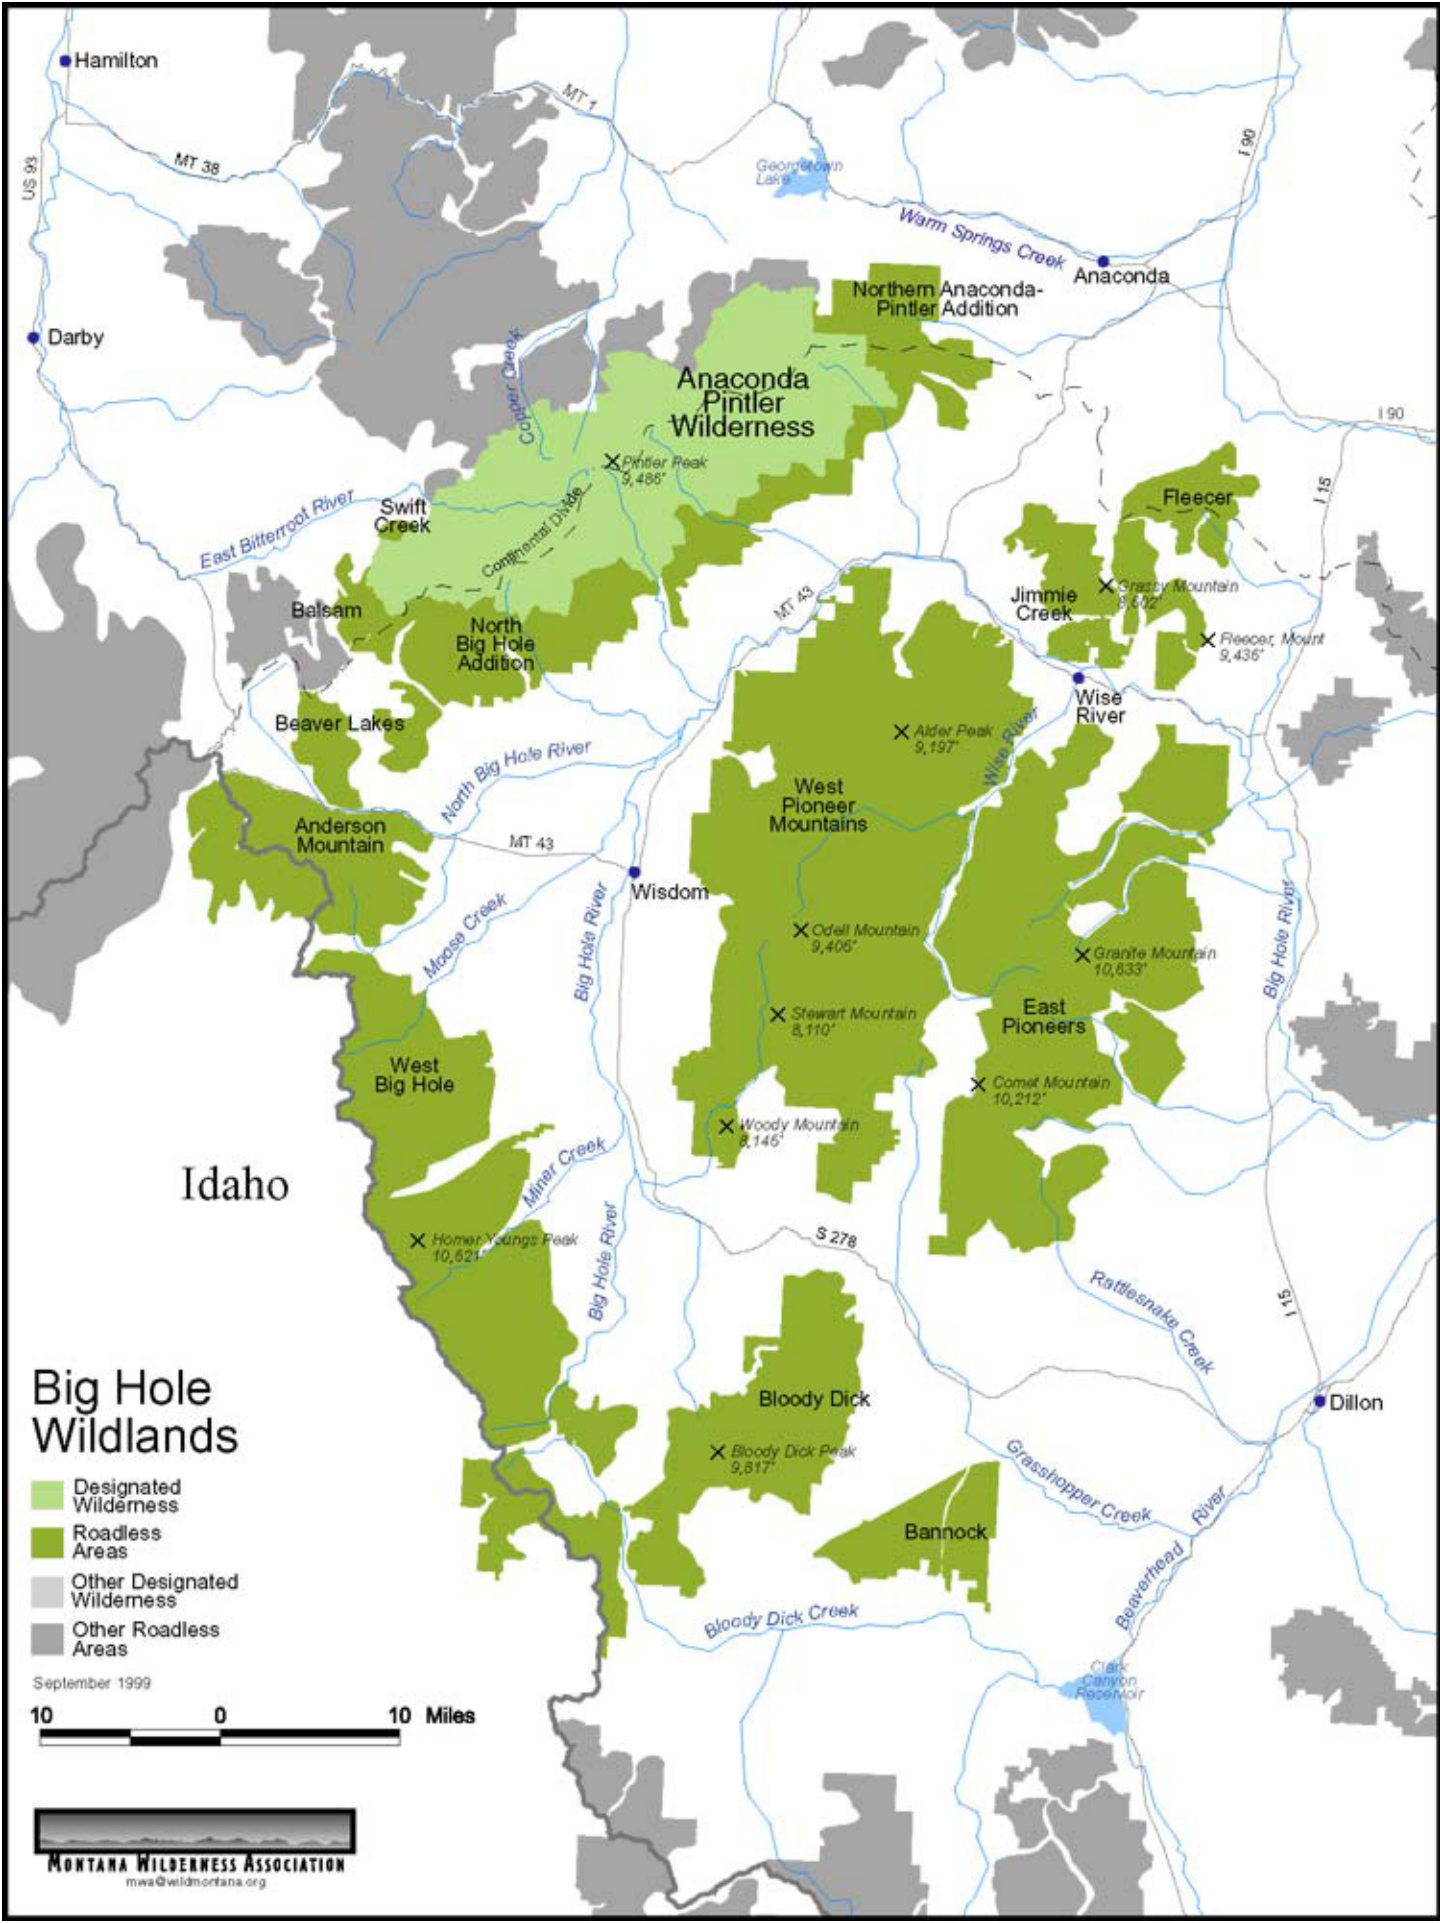 Hamilton
MT 1
MT 38
US 93
I 90
Georgetown
Lake
Warm Springs Creek
Anaconda
Northern Anaconda-
Pintler Addition
Darby
Copper Creek
Anaconda
Pintler
Wilderness
I 90
Pintler Peak
9,486'
I 15
Fleecer
Swift
Creek
East Bitterroot River
Continental Divide
Grassy Mountain
8,602'
Jimmie
Creek
MT 43
Balsam
North
Big Hole
Addition
Fleecer, Mount
9,436'
Wise
River
Beaver Lakes
Alder Peak
9,197'
Wise River
North Big Hole River
West
Pioneer
Mountains
Anderson
Mountain
MT 43
Wisdom
Moose Creek
Big Hole River
Odell Mountain
9,406'
Granite Mountain
10,633'
Big Hole River
Stewart Mountain
8,110'
East
Pioneers
West
Big Hole
Comet Mountain
10,212'
Woody Mountain
8,146'
Idaho
Miner Creek
Homer Youngs Peak
10,621'
Big Hole River
S 278
Rattlesnake Creek
I 15
Big Hole
Wildlands
Bloody Dick
Dillon
Bloody Dick Peak
9,817'
Grasshopper Creek
Designated
Wilderness
Roadless
Areas
Other Designated
Wilderness
Other Roadless
Areas
Bannock
Beaverhead River
Bloody Dick Creek
Clark
Canyon
Reservoir
September 1999
10 0 10 Miles
MONTANA WILDERNESS ASSOCIATION
mwa@wildmontana.org